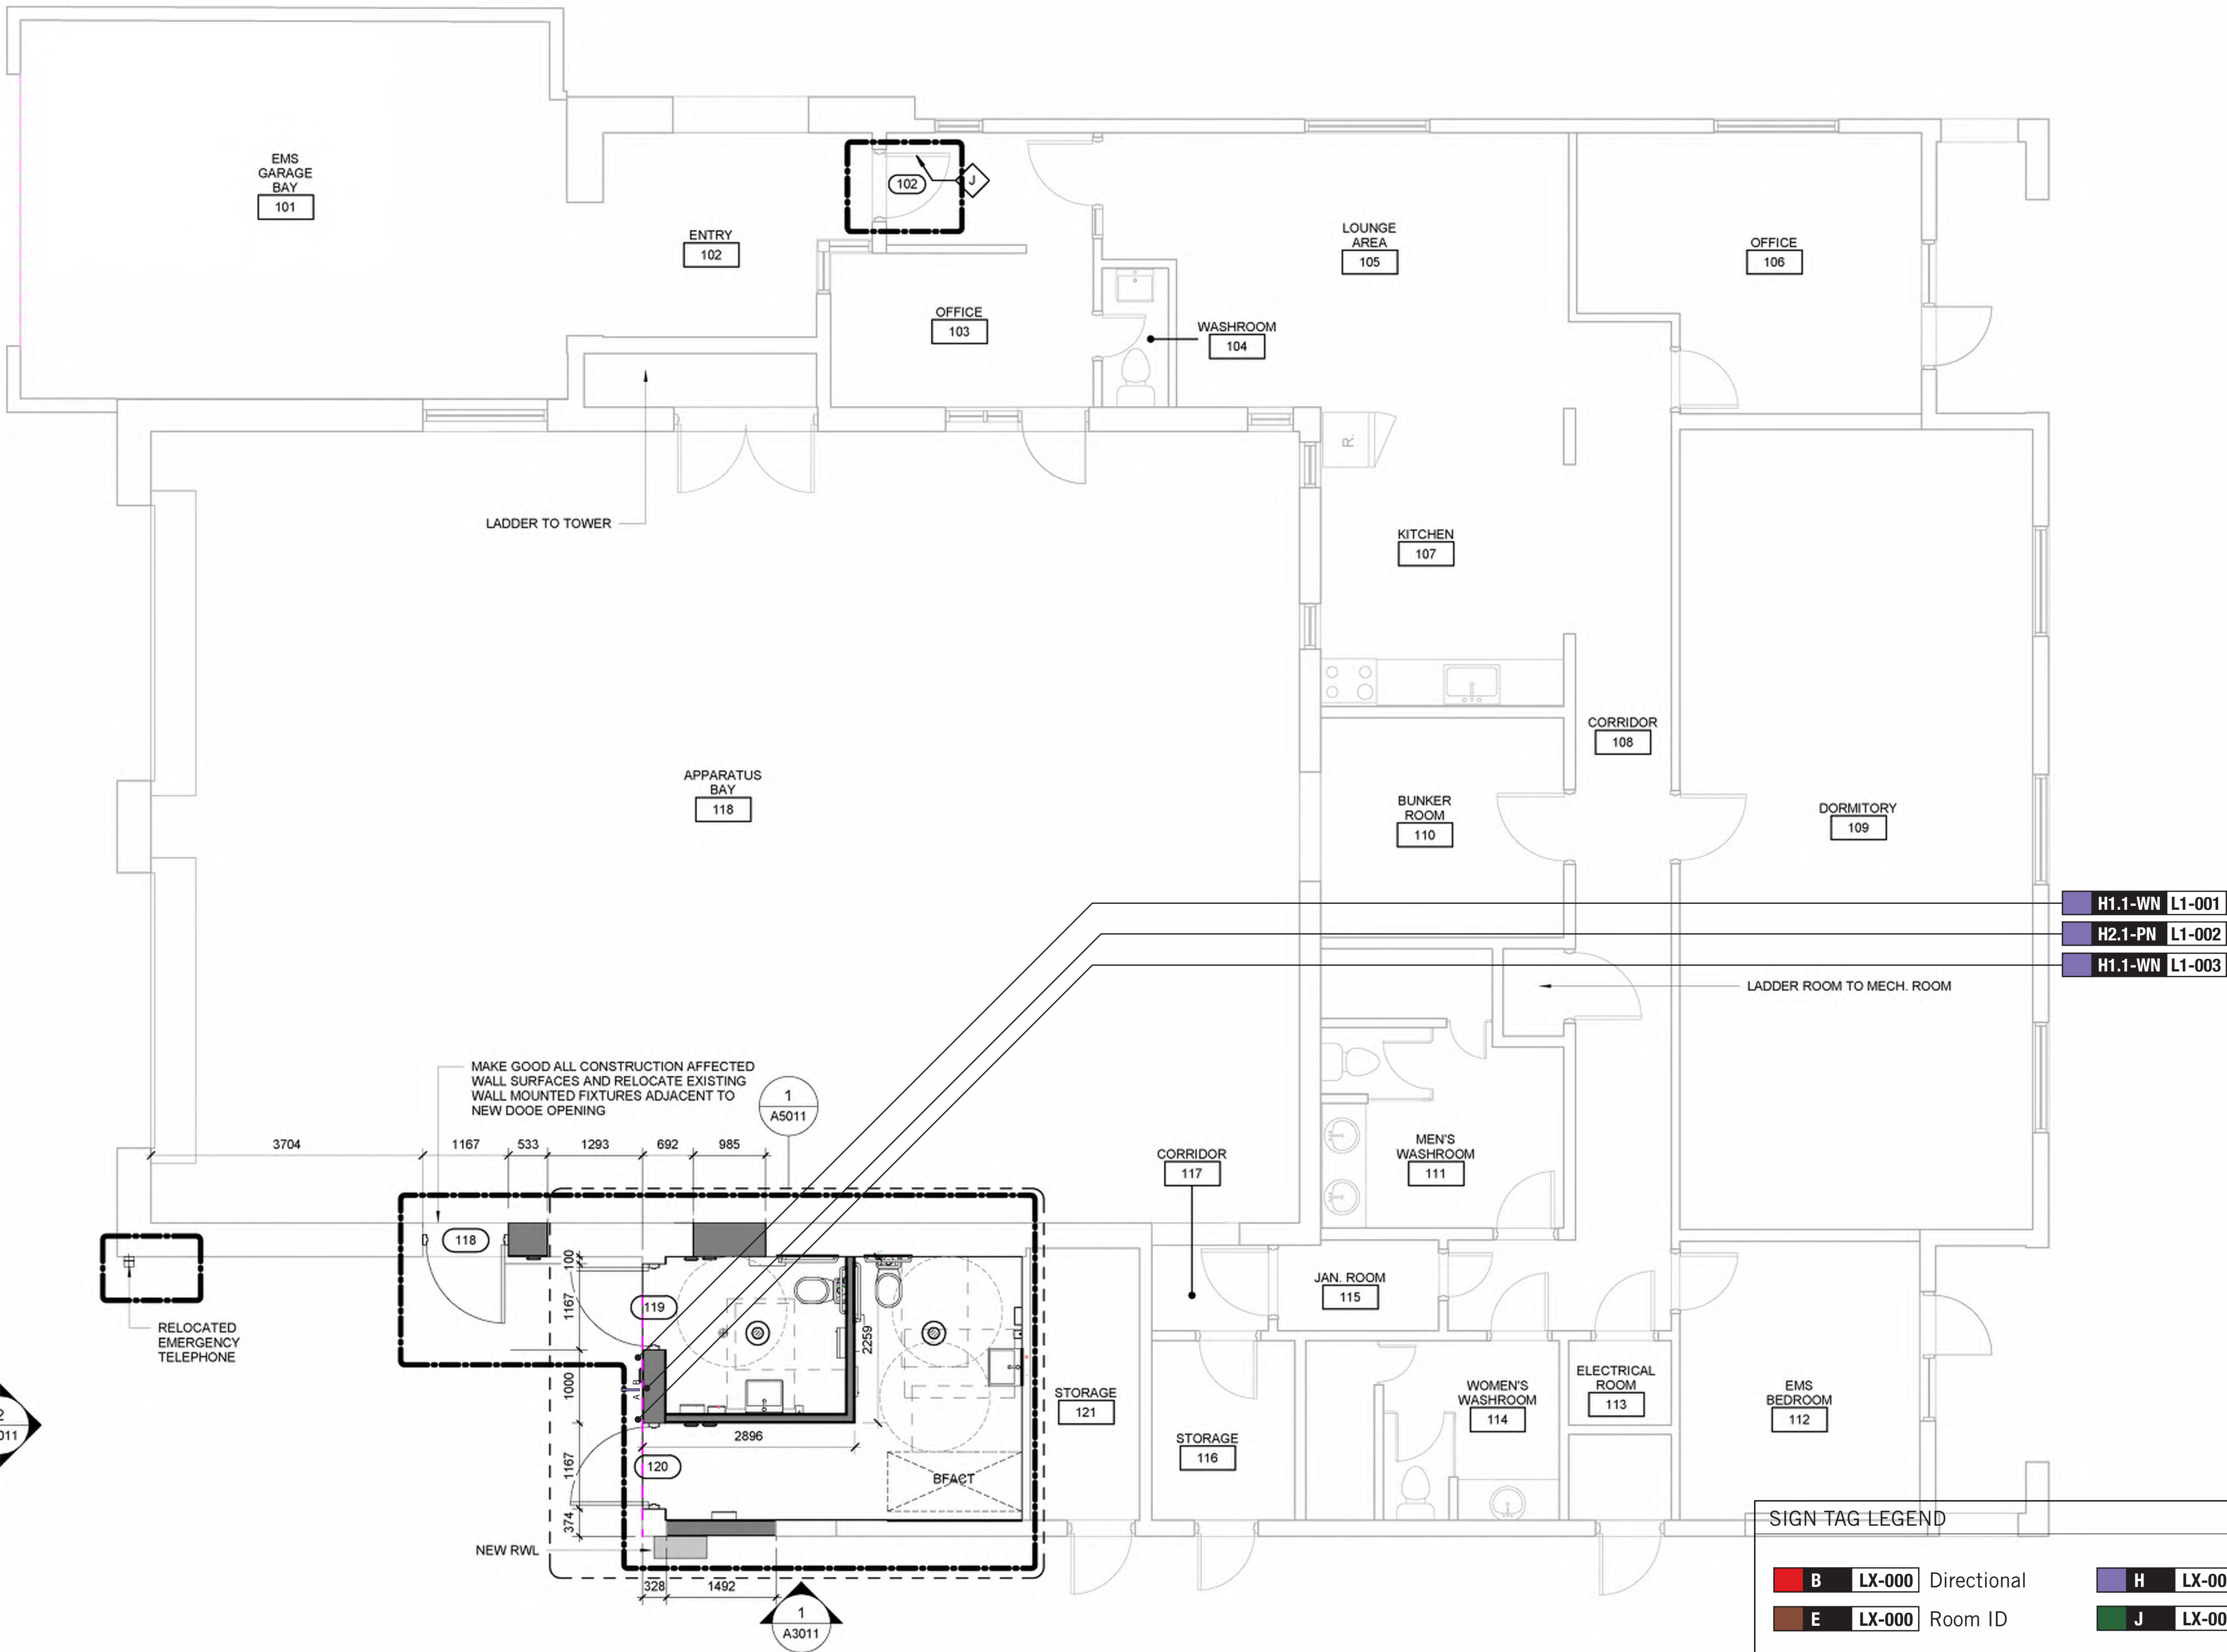 EMS
GARAGE
BAY
101
102
J
ENTRY
102
LOUNGE
AREA
105
OFFICE
106
OFFICE
103
WASHROOM
104
R.
LADDER TO TOWER
KITCHEN
107
CORRIDOR
108
APPARATUS
BAY
118
BUNKER
ROOM
110
DORMITORY
109
H1.1-WN L1-001
H2.1-PN L1-002
H1.1-WN L1-003
LADDER ROOM TO MECH. ROOM
MAKE GOOD ALL CONSTRUCTION AFFECTED
WALL SURFACES AND RELOCATE EXISTING
WALL MOUNTED FIXTURES ADJACENT TO
NEW DOOE OPENING
1
A5011
3704 1167 533 1293 692 985
MEN'S
WASHROOM
111
CORRIDOR
117
118
100
1167
119
2259
1000
A B
2896
1167
120
374
BFACT
RELOCATED
EMERGENCY
TELEPHONE
JAN. ROOM
115
STORAGE
121
STORAGE
116
WOMEN'S
WASHROOM
114
ELECTRICAL
ROOM
113
EMS
BEDROOM
112
2
011
NEW RWL
328 1492
1
A3011
SIGN TAG LEGEND
B LX-000 Directional
H LX-00
E LX-000 Room ID
J LX-00